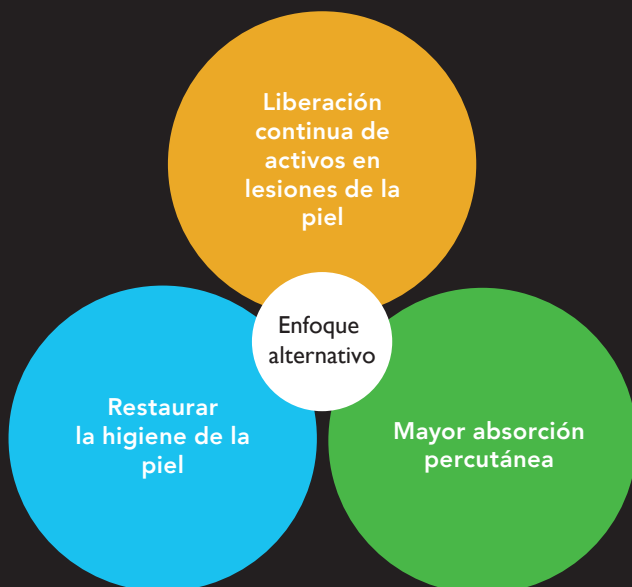 Liberación
continua de
activos en
lesiones de la
piel
Enfoque
alternativo
Restaurar
la higiene de la
piel
Mayor absorción
percutánea